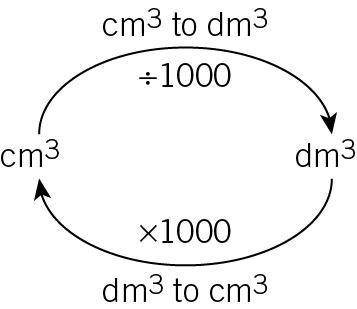 cm³ to dm³
÷1000
cm³
dm³
×1000
dm³ to cm³